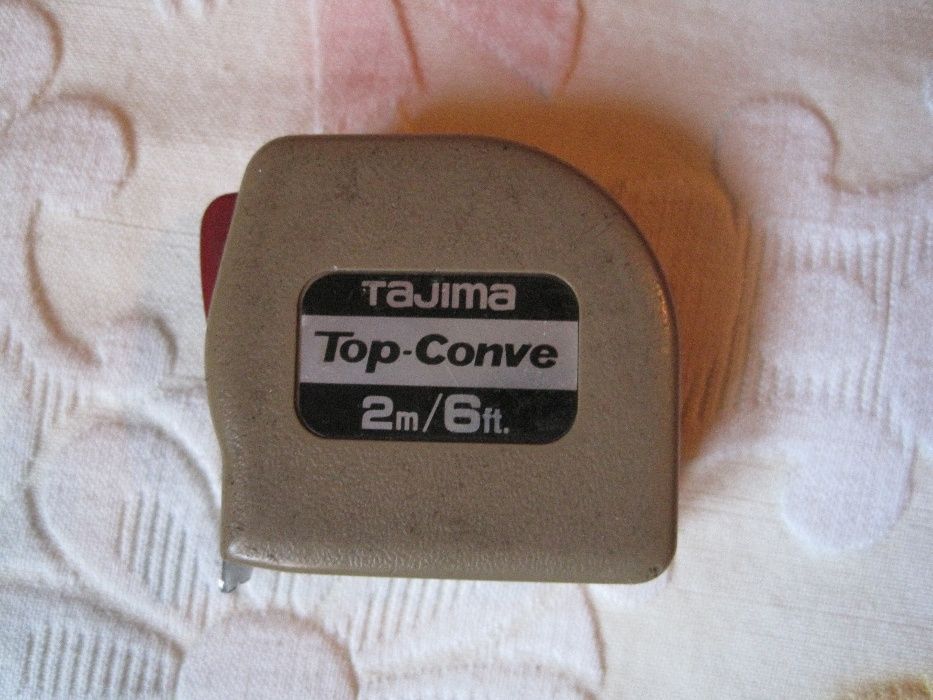 TaJima
Top-Conve
2m/6ft.